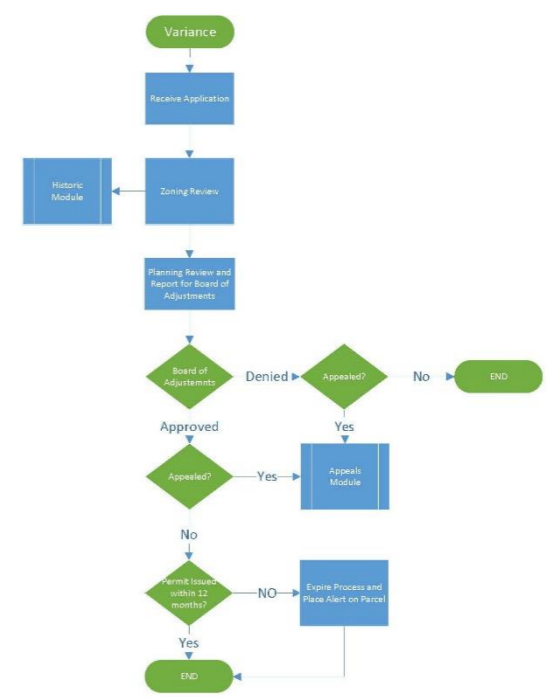 Variance
Receive Application
Historic
Module
Zoning Review
Planning Review and
Report for Board of
Adjustments
Board of
Adjustemnts
Denied
Appealed?
No
END
Approved
Yes
Appealed?
Yes
Appeals
Module
No
Permit Issued
within 12
months?
NO
Expire Process and
Place Alert on Parcel
Yes
END